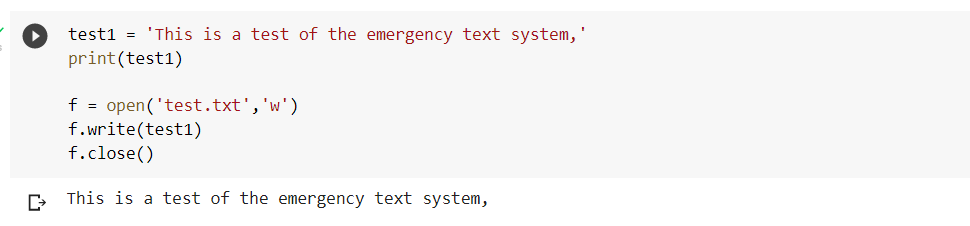 test1 = 'This is a test of the emergency text system,'
print(test1)
f = open('test.txt','w')
f.write(test1)
f.close()
This is a test of the emergency text system,